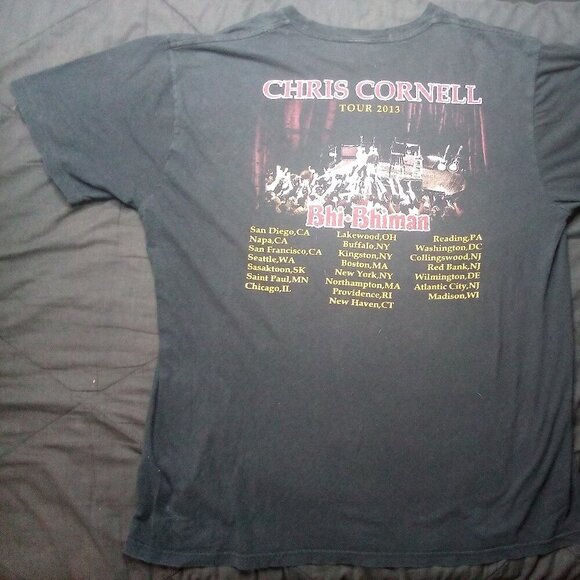 CHRIS CORNELL
TOUR 2013
Bhi Bhiman
San Diego,CA
Napa,CA
San Francisco,CA
Seattle,WA
Sasaktoon,SK
Saint Paul,MN
Chicago,IL
Lakewood,OH
Buffalo,NY
Kingston,NY
Boston,MA
New York,NY
Northampton,MA
Providence,RI
New Haven,CT
Reading,PA
Washington,DC
Collingswood,NJ
Red Bank,NJ
Wilmington,DE
Atlantic City,NJ
Madison,WI